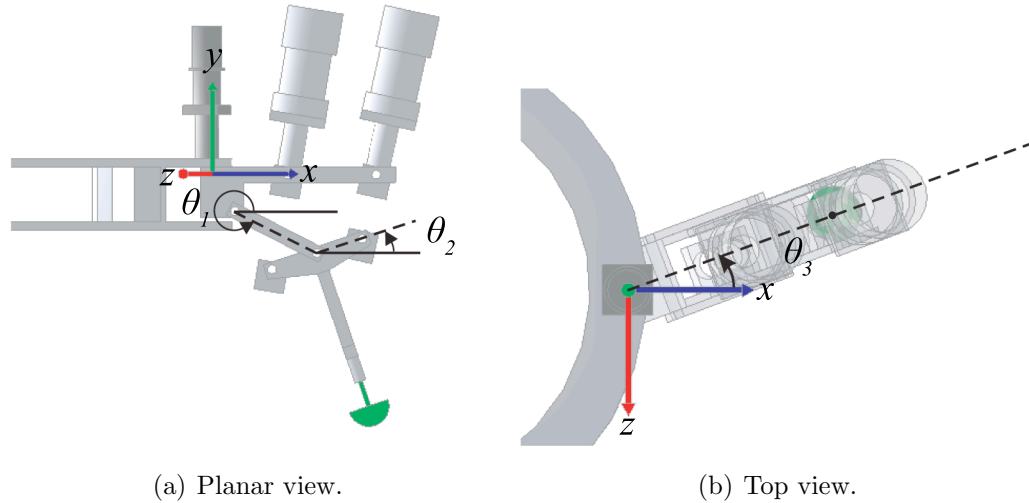 y
z
x
θ1
θ2
θ3
x
z
(a) Planar view.
(b) Top view.